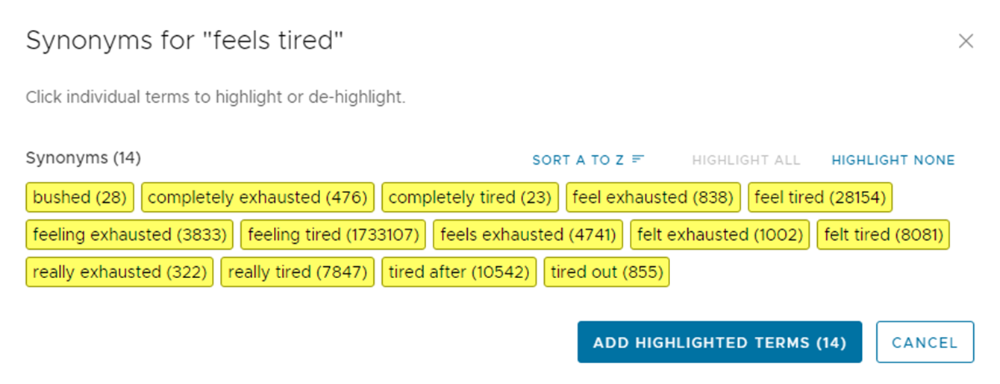 Synonyms for "feels tired"
Click individual terms to highlight or de-highlight.
Synonyms (14) SORT A TO Z HIGHLIGHT ALL HIGHLIGHT NONE
bushed (28) completely exhausted (476) completely tired (23) feel exhausted (838) feel tired (28154)
feeling exhausted (3833) feeling tired (1733107) feels exhausted (4741) felt exhausted (1002) felt tired (8081)
really exhausted (322) really tired (7847) tired after (10542) tired out (855)
ADD HIGHLIGHTED TERMS (14) CANCEL